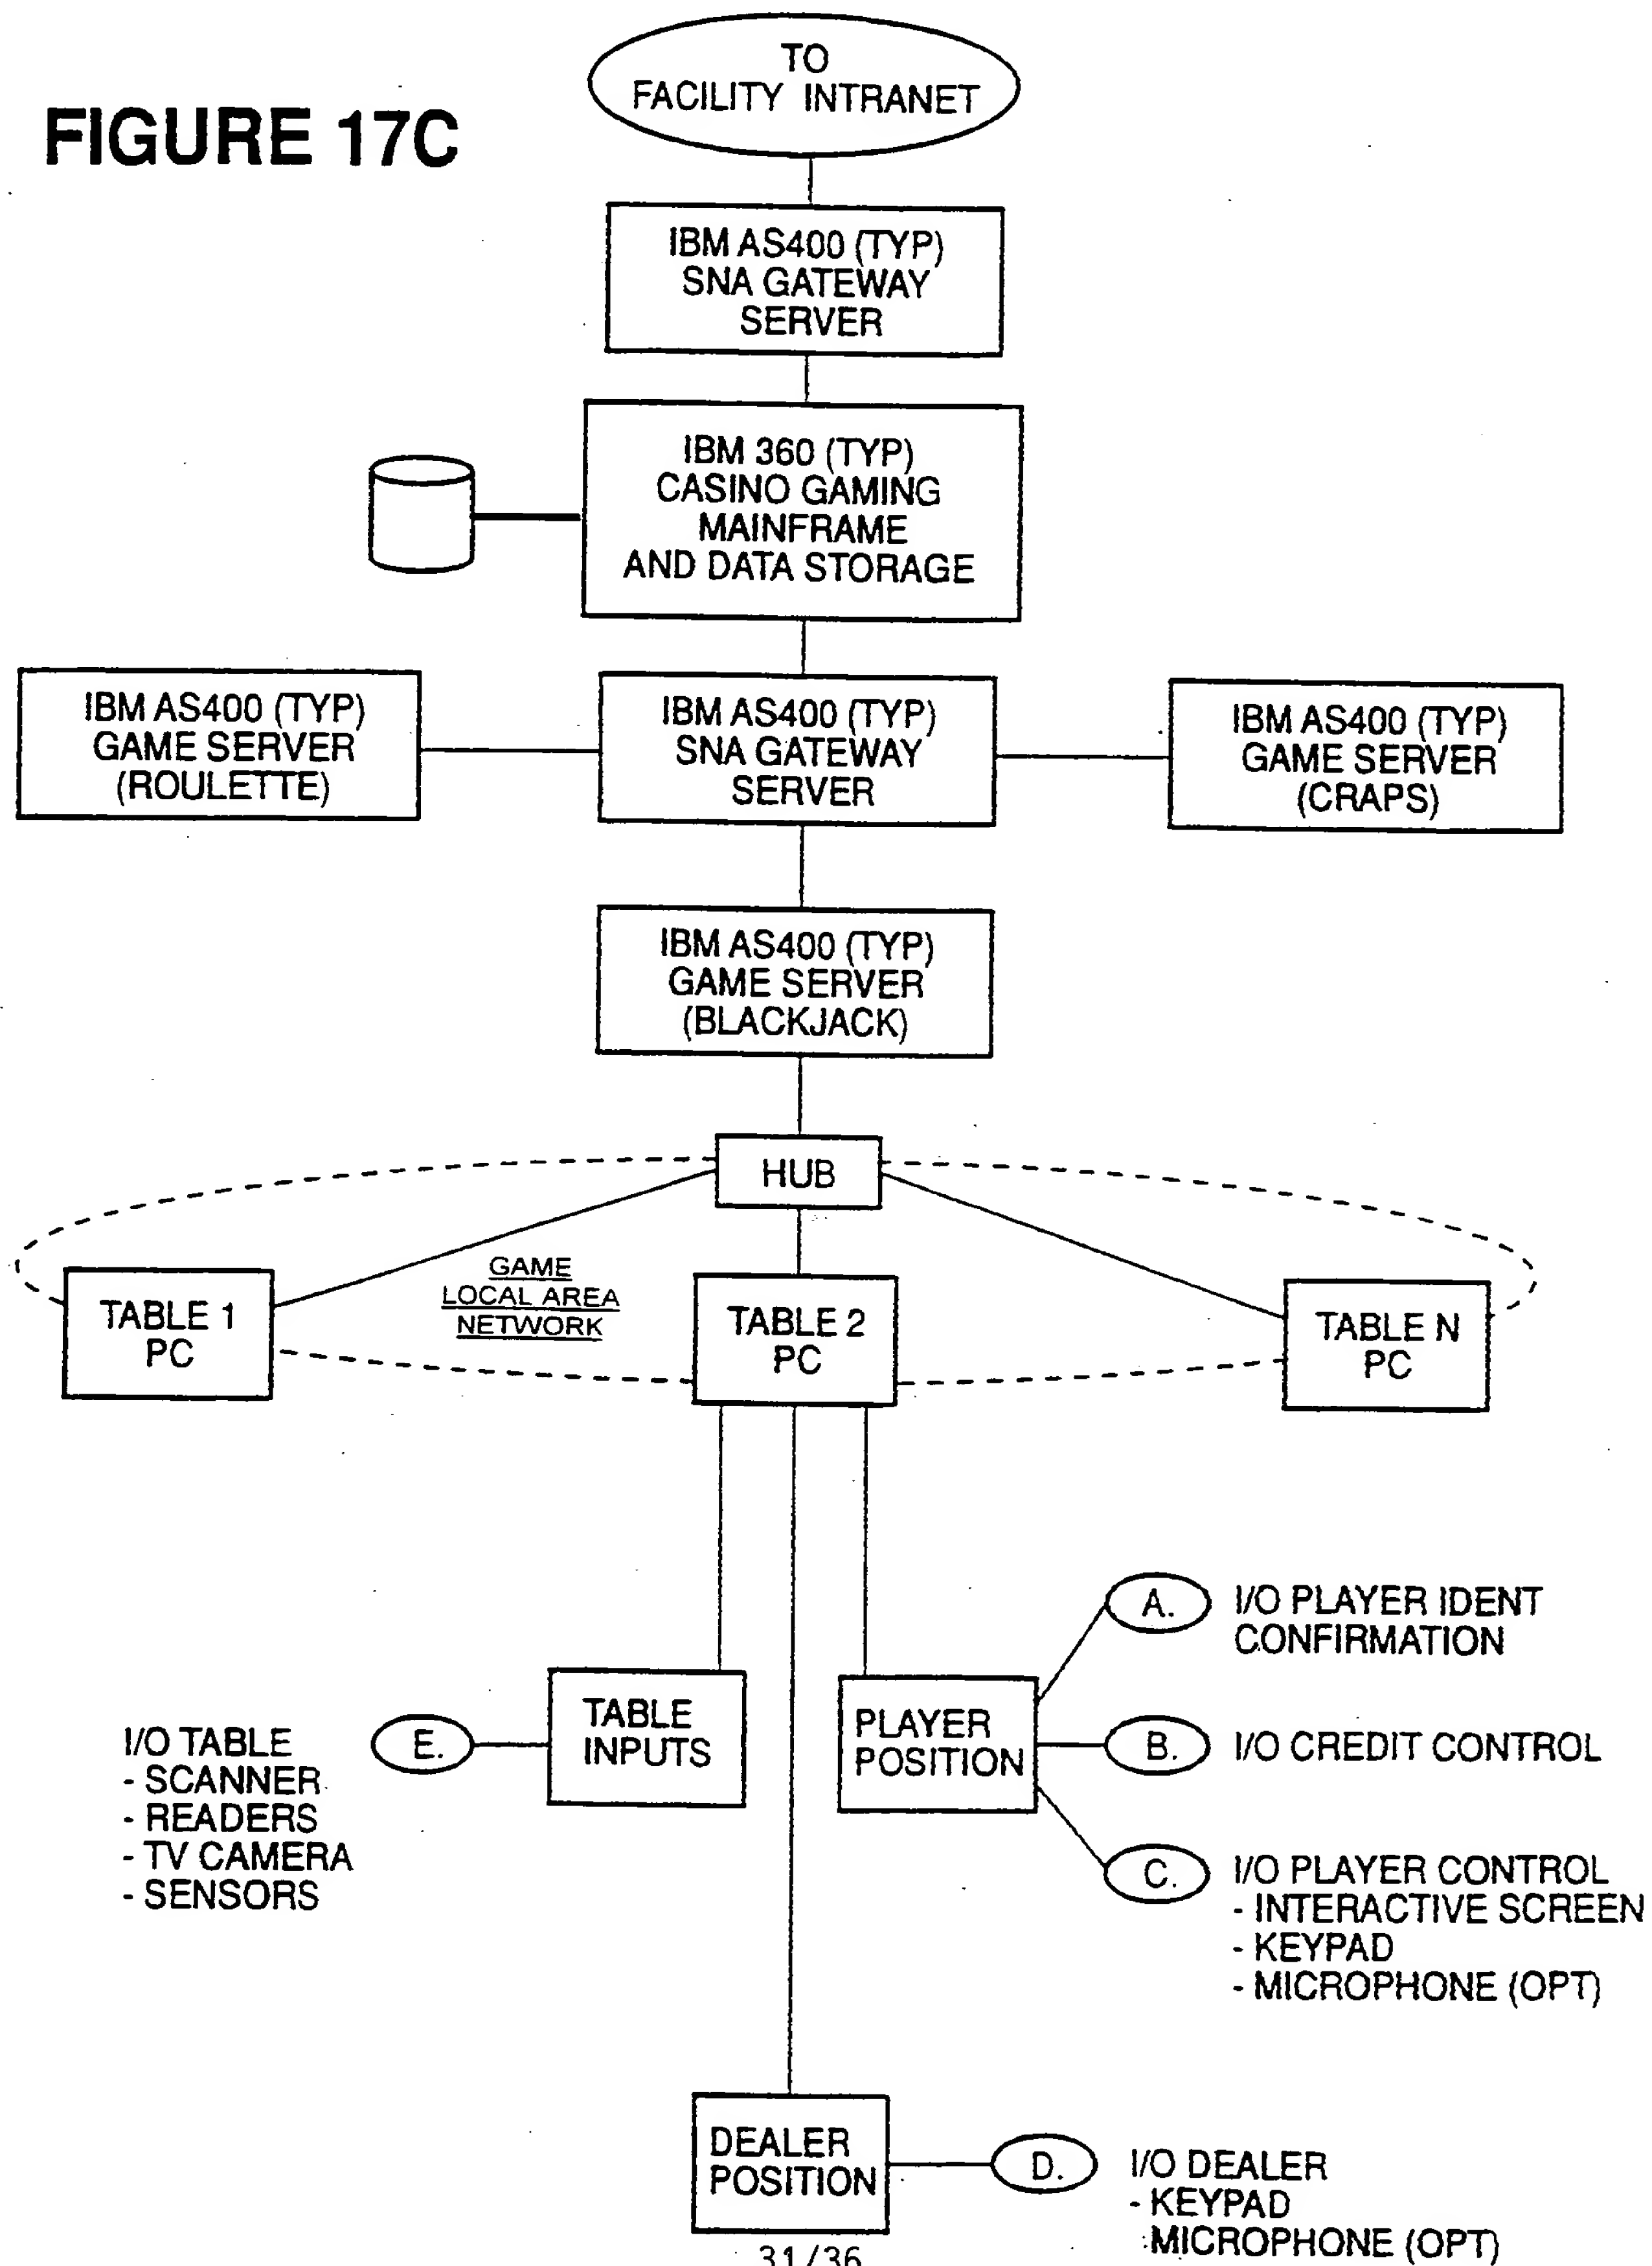 FIGURE 17C
TO
FACILITY INTRANET
IBM AS400 (TYP)
SNA GATEWAY
SERVER
IBM 360 (TYP)
CASINO GAMING
MAINFRAME
AND DATA STORAGE
IBM AS400 (TYP)
GAME SERVER
(ROULETTE)
IBM AS400 (TYP)
SNA GATEWAY
SERVER
IBM AS400 (TYP)
GAME SERVER
(CRAPS)
IBM AS400 (TYP)
GAME SERVER
(BLACKJACK)
HUB
GAME
LOCAL AREA
NETWORK
TABLE 1
PC
TABLE 2
PC
TABLE N
PC
A.
I/O PLAYER IDENT
CONFIRMATION
TABLE
INPUTS
PLAYER
POSITION
I/O TABLE
- SCANNER
- READERS
- TV CAMERA
- SENSORS
E.
B.
I/O CREDIT CONTROL
C.
I/O PLAYER CONTROL
- INTERACTIVE SCREEN
- KEYPAD
- MICROPHONE (OPT)
DEALER
POSITION
D.
I/O DEALER
- KEYPAD
MICROPHONE (OPT)
31/36